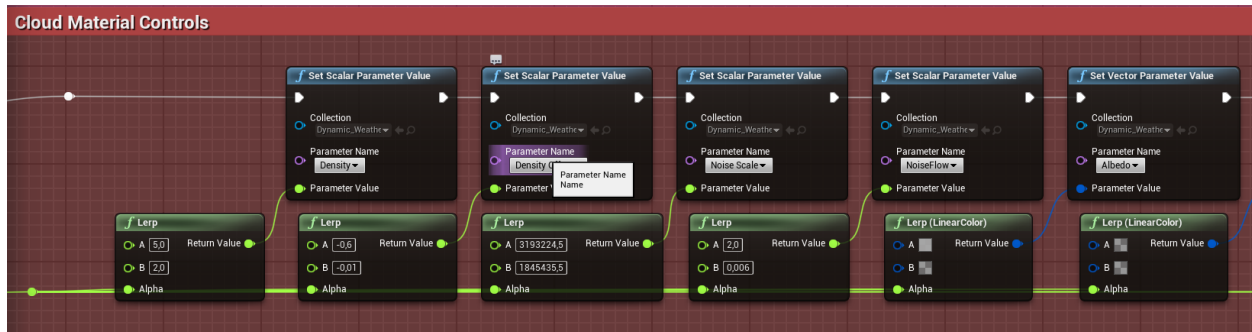 Cloud Material Controls
f Set Scalar Parameter Value
f Set Scalar Parameter Value
f Set Scalar Parameter Value
f Set Scalar Parameter Value
f Set Vector Parameter Value
Collection
Collection
Collection
Collection
Collection
Dynamic_Weathe
Dynamic_Weathe
Dynamic_Weathe
Dynamic_Weathe
Dynamic_Weathe
Parameter Name
Parameter Name
Parameter Name
Parameter Name
Parameter Name
Density
Density
Noise Scale
NoiseFlow
Albedo
Parameter Name
Name
Parameter Value
Parameter
Parameter Value
Parameter Value
Parameter Value
f Lerp
f Lerp
f Lerp
f Lerp
f Lerp (LinearColor)
f Lerp (LinearColor)
A 5,0 Return Value
A -0,6 Return Value
A 3193224,5 Return Value
A 2,0 Return Value
A Return Value
A Return Value
B 2,0
B -0,01
B 1845435,5
B 0,006
B
B
Alpha
Alpha
Alpha
Alpha
Alpha
Alpha